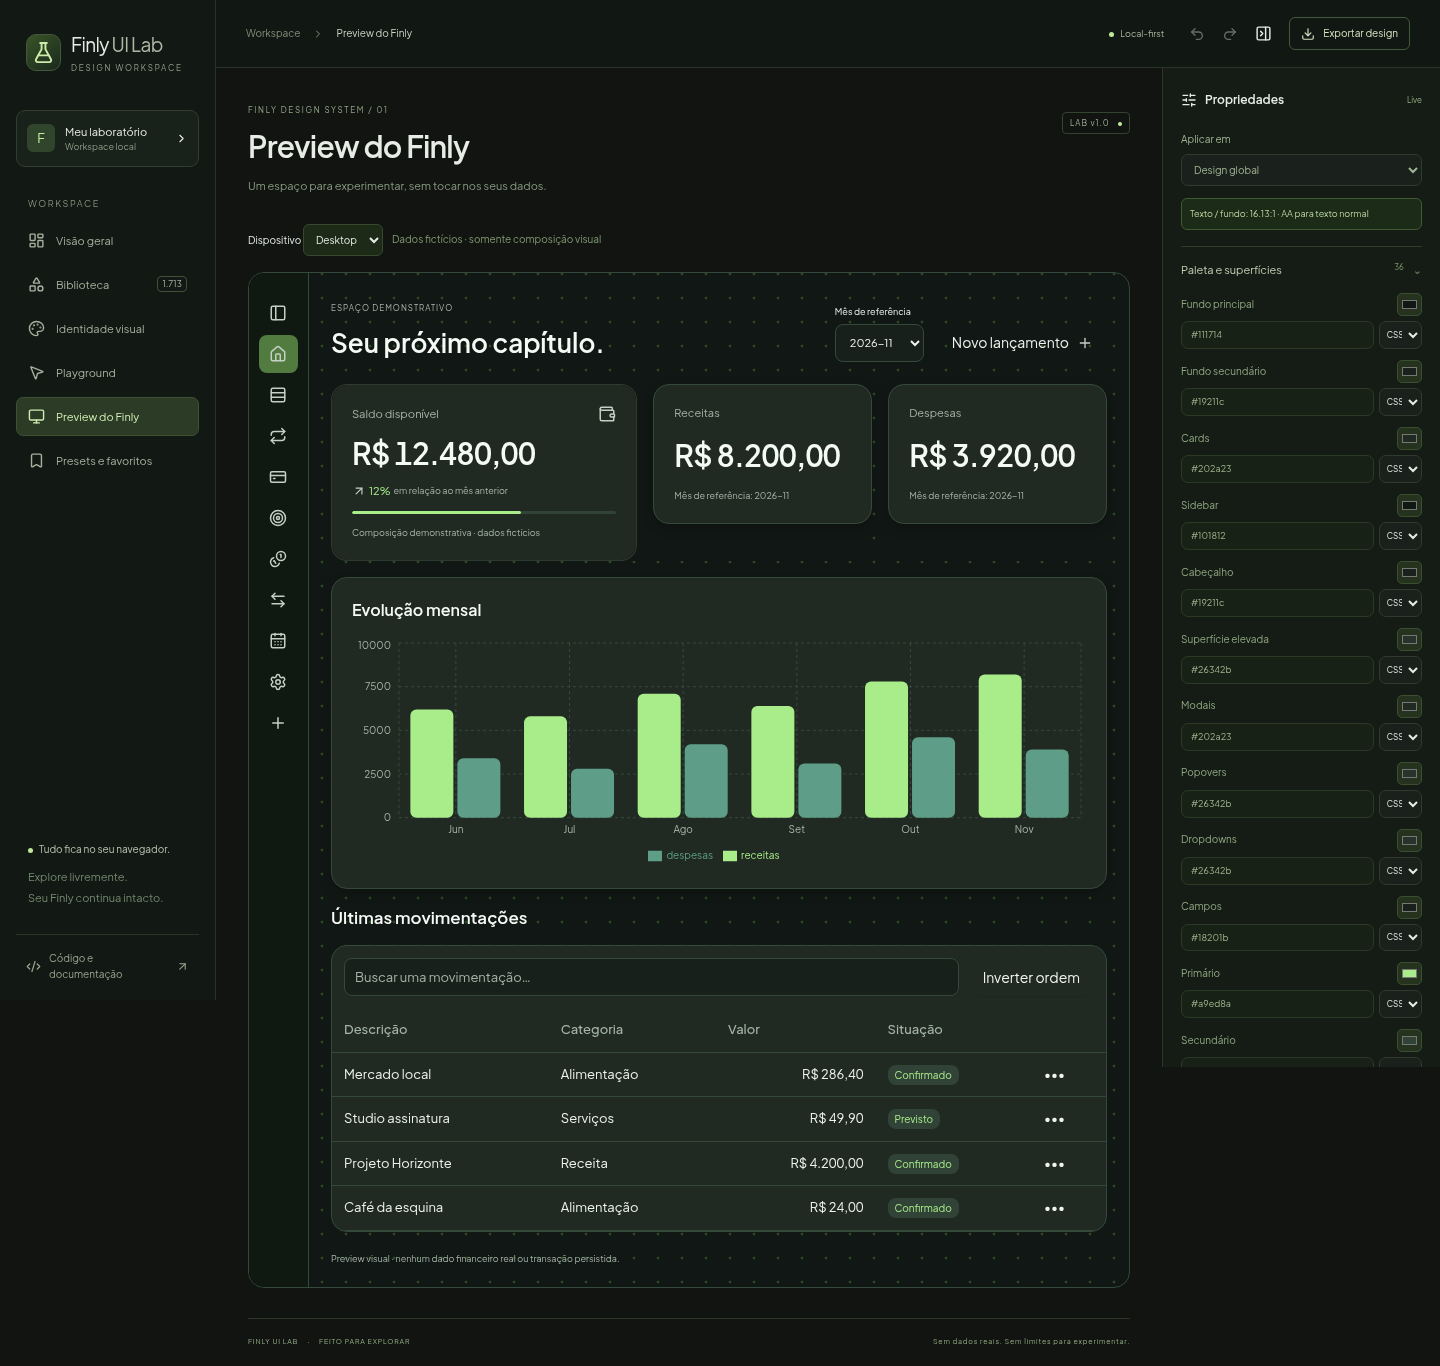 Finly UI Lab
DESIGN WORKSPACE
F
Meu laboratório
Workspace local
WORKSPACE
Visão geral
Biblioteca
1.713
Identidade visual
Playground
Preview do Finly
Presets e favoritos
Tudo fica no seu navegador.
Explore livremente.
Seu Finly continua intacto.
Código e
documentação
Workspace
Preview do Finly
Local-first
Exportar design
FINLY DESIGN SYSTEM / 01
Preview do Finly
Um espaço para experimentar, sem tocar nos seus dados.
LAB v1.0
Dispositivo
Desktop
Dados fictícios · somente composição visual
ESPAÇO DEMONSTRATIVO
Seu próximo capítulo.
Mês de referência
2026-11
Novo lançamento
Saldo disponível
R$ 12.480,00
12% em relação ao mês anterior
Composição demonstrativa · dados fictícios
Receitas
R$ 8.200,00
Mês de referência: 2026-11
Despesas
R$ 3.920,00
Mês de referência: 2026-11
Evolução mensal
10000
7500
5000
2500
0
Jun
Jul
Ago
Set
Out
Nov
despesas
receitas
Últimas movimentações
Buscar uma movimentação...
Inverter ordem
Descrição Categoria Valor Situação
Mercado local Alimentação R$ 286,40 Confirmado
Studio assinatura Serviços R$ 49,90 Previsto
Projeto Horizonte Receita R$ 4.200,00 Confirmado
Café da esquina Alimentação R$ 24,00 Confirmado
Preview visual · nenhum dado financeiro real ou transação persistida.
FINLY UI LAB · FEITO PARA EXPLORAR
Sem dados reais. Sem limites para experimentar.
Propriedades
Live
Aplicar em
Design global
Texto / fundo: 16.13:1 · AA para texto normal
Paleta e superfícies
36
Fundo principal
#111714
CSS
Fundo secundário
#19211c
CSS
Cards
#202a23
CSS
Sidebar
#101812
CSS
Cabeçalho
#19211c
CSS
Superfície elevada
#26342b
CSS
Modais
#202a23
CSS
Popovers
#26342b
CSS
Dropdowns
#26342b
CSS
Campos
#18201b
CSS
Primário
#a9ed8a
CSS
Secundário